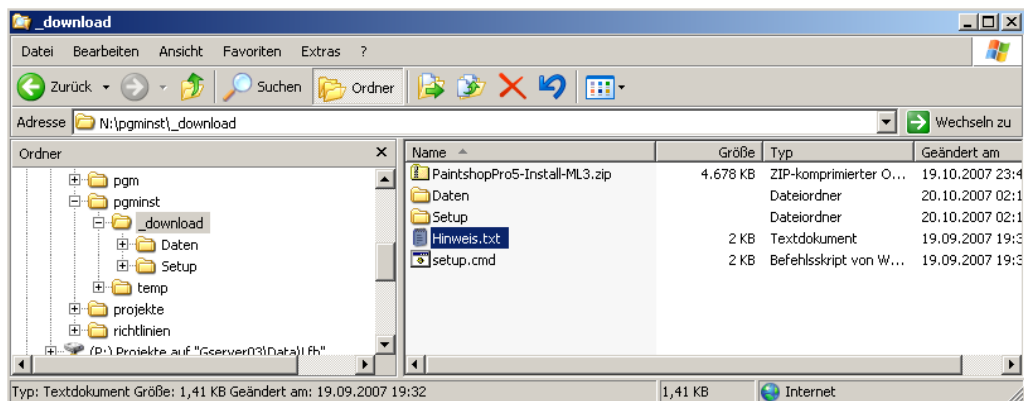 _download
Datei Bearbeiten Ansicht Favoriten Extras ?
Zurück Suchen Ordner
Adresse N:\pgminst\_download Wechseln zu
Ordner
pgm
pgminst
_download
Daten
Setup
temp
projekte
richtlinien
(P:) Projekte auf "Gserver03\Data\Lfh"
Name Größe Typ Geändert am
PaintshopPro5-Install-ML3.zip 4.678 KB ZIP-komprimierter O... 19.10.2007 23:4
Daten Dateiordner 20.10.2007 02:1
Setup Dateiordner 20.10.2007 02:1
Hinweis.txt 2 KB Textdokument 19.09.2007 19:3
setup.cmd 2 KB Befehlsskript von W... 19.09.2007 19:3
Typ: Textdokument Größe: 1,41 KB Geändert am: 19.09.2007 19:32 1,41 KB Internet